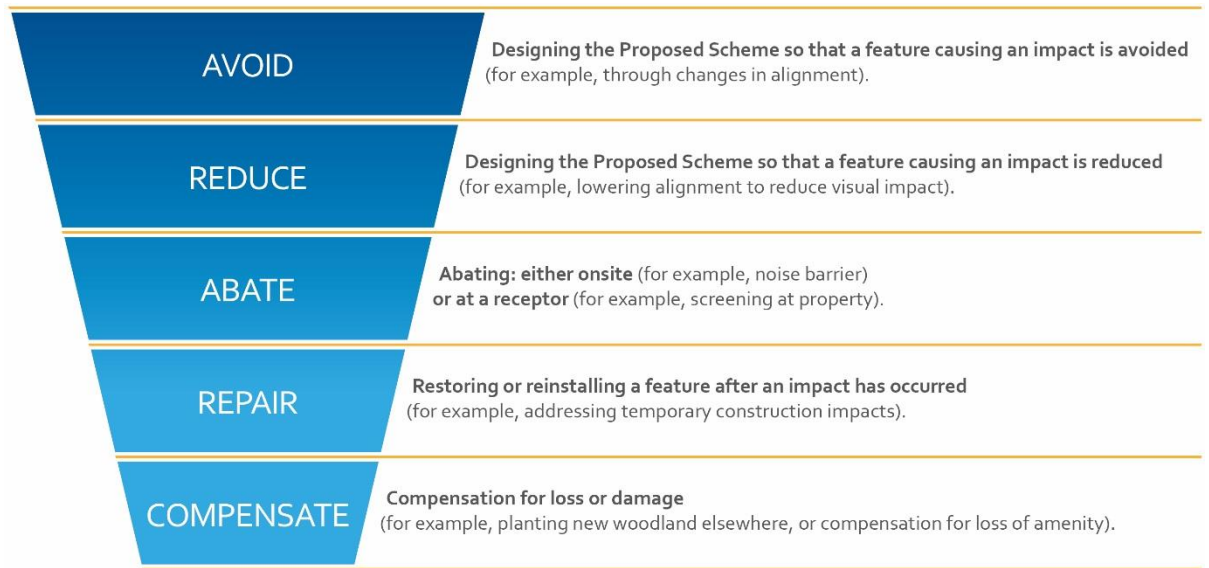 AVOID
Designing the Proposed Scheme so that a feature causing an impact is avoided
(for example, through changes in alignment).
REDUCE
Designing the Proposed Scheme so that a feature causing an impact is reduced
(for example, lowering alignment to reduce visual impact).
ABATE
Abating: either onsite (for example, noise barrier)
or at a receptor (for example, screening at property).
REPAIR
Restoring or reinstalling a feature after an impact has occurred
(for example, addressing temporary construction impacts).
COMPENSATE
Compensation for loss or damage
(for example, planting new woodland elsewhere, or compensation for loss of amenity).